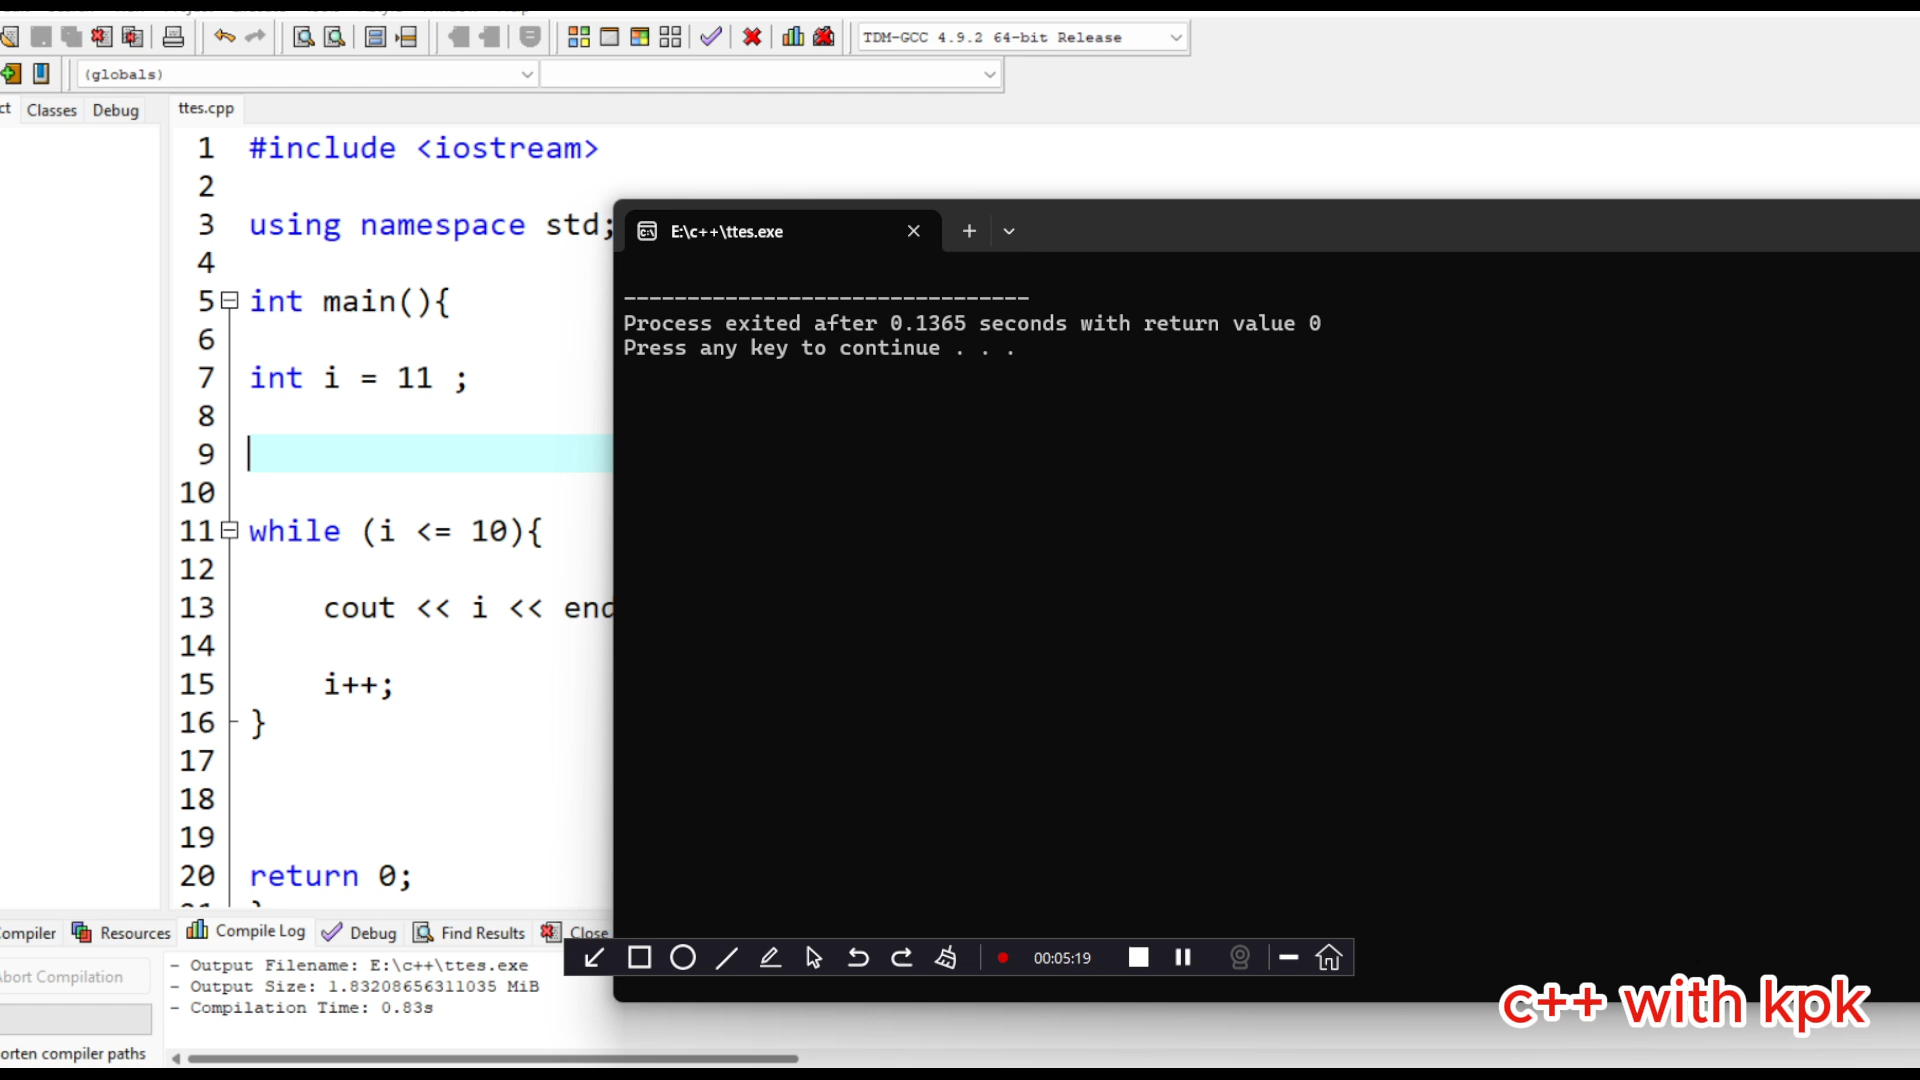 TDM-GCC 4.9.2 64-bit Release
(globals)
ct Classes Debug ttes.cpp
1 #include <iostream>
2
3 using namespace std;
4
5 int main(){
6
7 int i = 11 ;
8
9
10
11 while (i <= 10){
12
13 cout << i << end
14
15 i++;
16 }
17
18
19
20 return 0;
E:\c++\ttes.exe
--------------------------------
Process exited after 0.1365 seconds with return value 0
Press any key to continue . . .
ompiler Resources Compile Log Debug Find Results Close
bort Compilation
- Output Filename: E:\c++\ttes.exe
- Output Size: 1.83208656311035 MiB
- Compilation Time: 0.83s
orten compiler paths
00:05:19
c++ with kpk